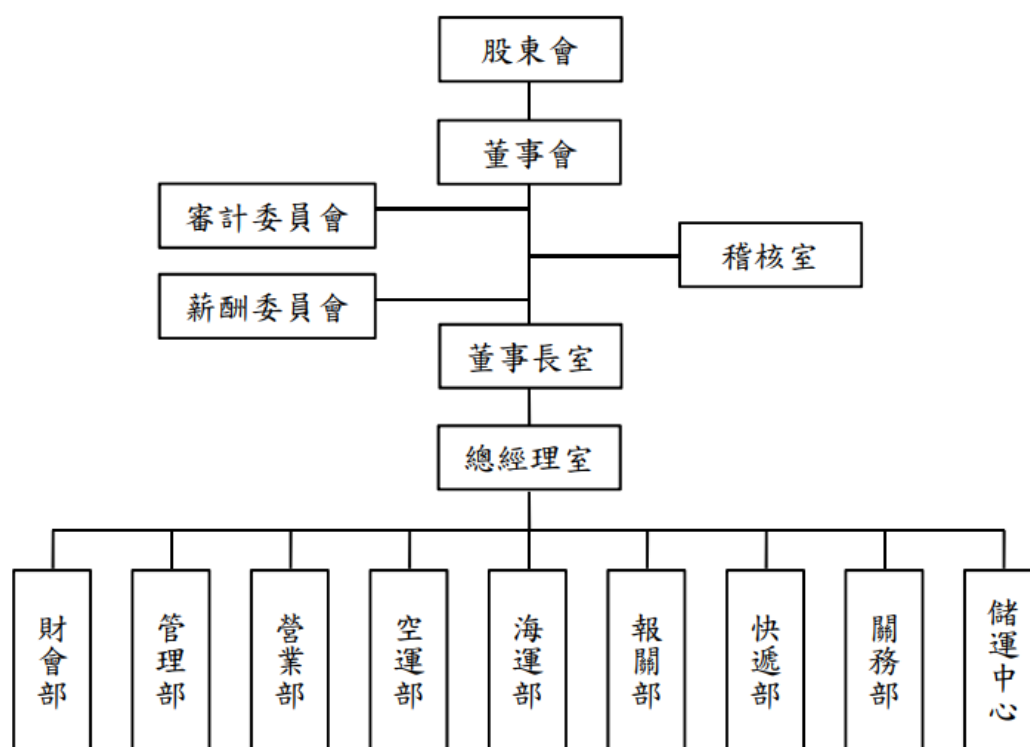 股東會
董事會
審計委員會
稽核室
薪酬委員會
董事長室
總經理室
財會部
管理部
營業部
空運部
海運部
報關部
快遞部
關務部
儲運中心